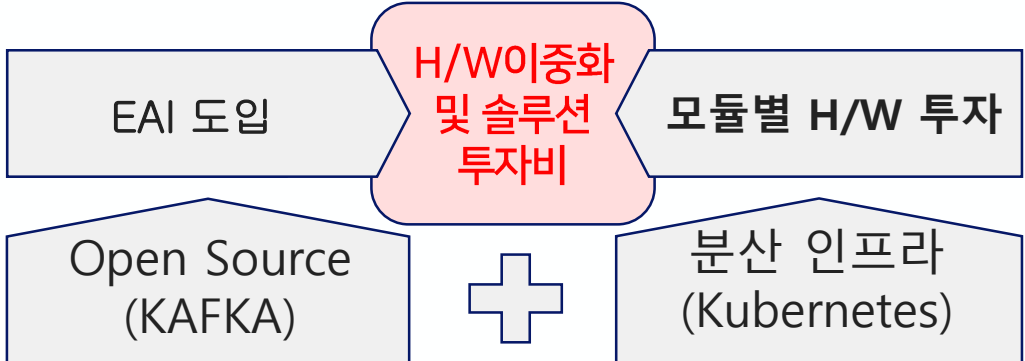 EAI 도입
H/W이중화
및 솔루션
투자비
모듈별 H/W 투자
Open Source
(KAFKA)
분산 인프라
(Kubernetes)